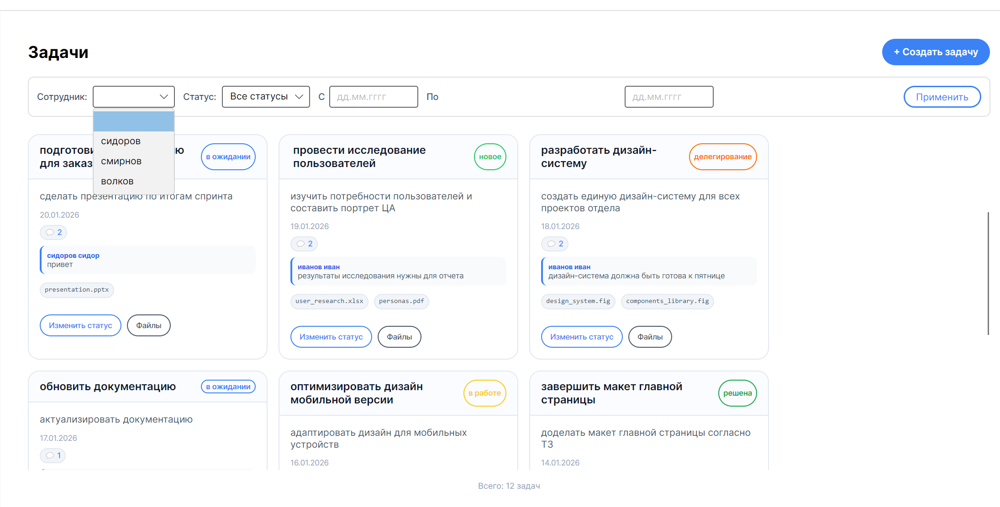 Задачи
+ Создать задачу
Сотрудник:
Статус: Все статусы
С дд.мм.гггг
По дд.мм.гггг
Применить
сидоров
смирнов
волков
для заказ
в ожидании
сделать презентацию по итогам спринта
20.01.2026
2
сидоров сидор
привет
presentation.pptx
Изменить статус
Файлы
провести исследование
пользователей
новое
изучить потребности пользователей и
составить портрет ЦА
19.01.2026
2
иванов иван
результаты исследования нужны для отчета
user_research.xlsx personas.pdf
Изменить статус
Файлы
разработать дизайн-
систему
делегирование
создать единую дизайн-систему для всех
проектов отдела
18.01.2026
2
иванов иван
дизайн-система должна быть готова к пятнице
design_system.fig components_library.fig
Изменить статус
Файлы
обновить документацию
в ожидании
актуализировать документацию
17.01.2026
1
оптимизировать дизайн
мобильной версии
в работе
адаптировать дизайн для мобильных
устройств
16.01.2026
завершить макет главной
страницы
решена
доделать макет главной страницы согласно
ТЗ
14.01.2026
Всего: 12 задач